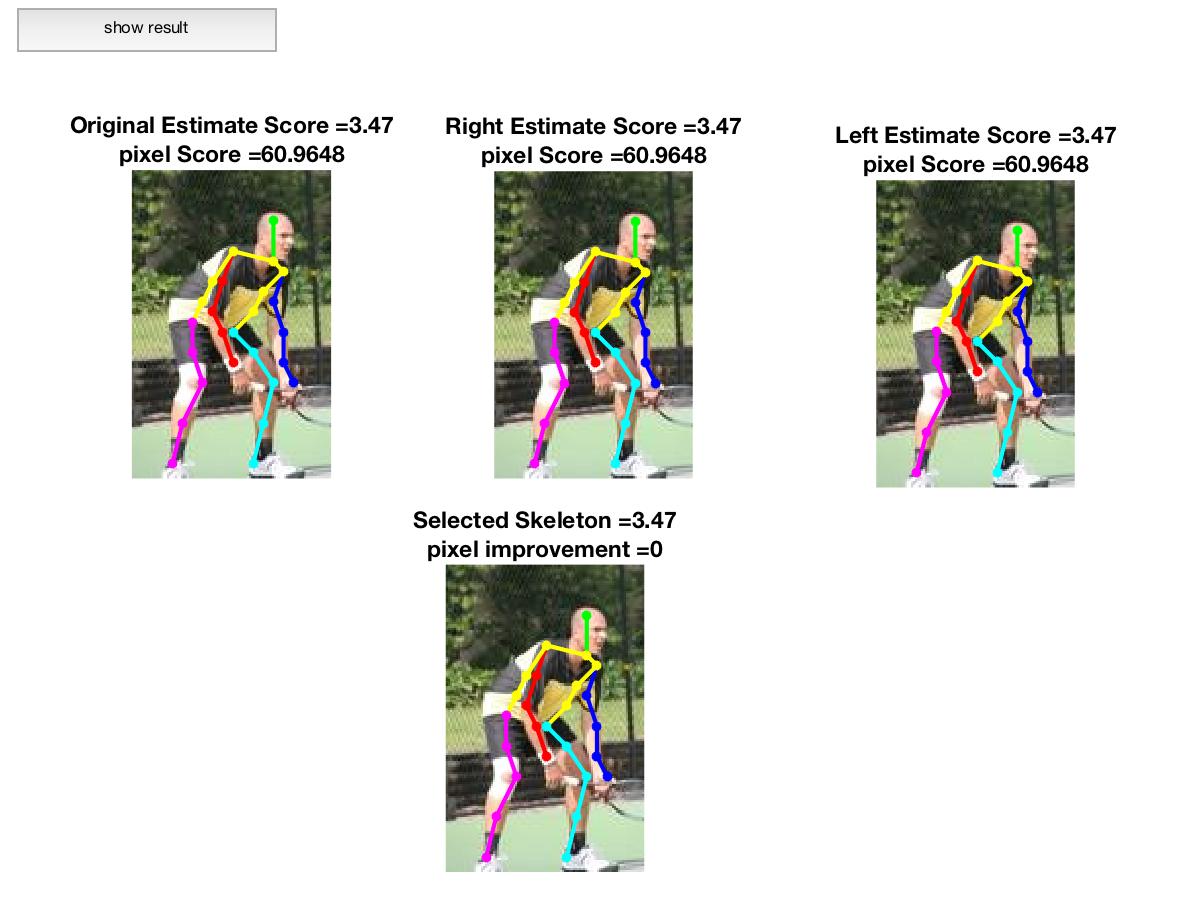 show result
Original Estimate Score =3.47
pixel Score =60.9648
Right Estimate Score =3.47
pixel Score =60.9648
Left Estimate Score =3.47
pixel Score =60.9648
Selected Skeleton =3.47
pixel improvement =0